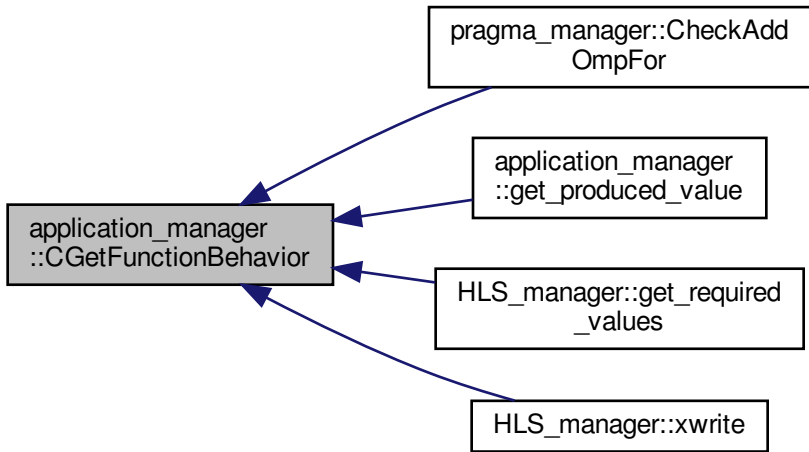 pragma_manager::CheckAdd
OmpFor
application_manager
::get_produced_value
application_manager
::CGetFunctionBehavior
HLS_manager::get_required
_values
HLS_manager::xwrite